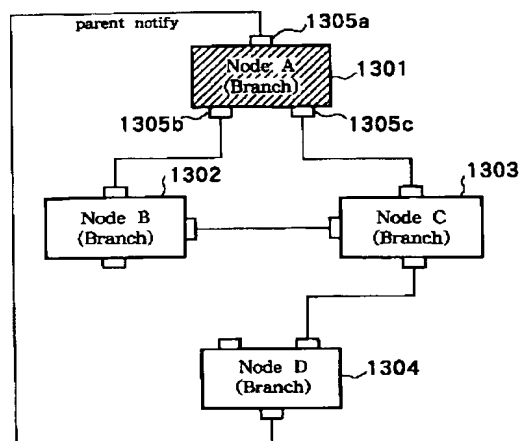 parent notify
1305a
Node A
(Branch)
1301
1305b
1305c
1302
1303
Node B
(Branch)
Node C
(Branch)
Node D
(Branch)
1304